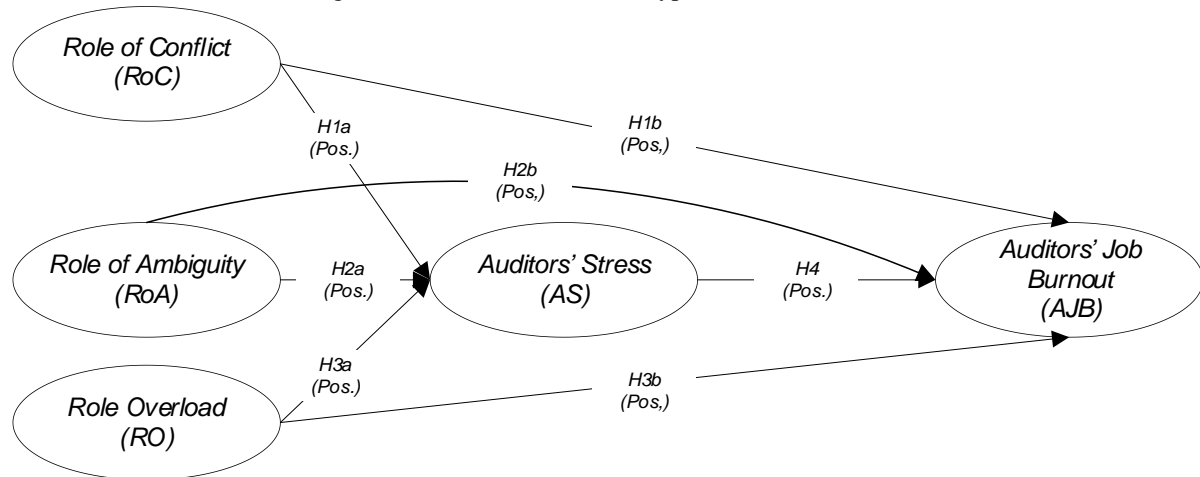 Role of Conflict
(RoC)
H1a
(Pos.)
H1b
(Pos,)
H2b
(Pos,)
Role of Ambiguity
(RoA)
H2a
(Pos.)
Auditors' Stress
(AS)
H4
(Pos.)
Auditors' Job
Burnout
(AJB)
H3a
(Pos.)
Role Overload
(RO)
H3b
(Pos,)